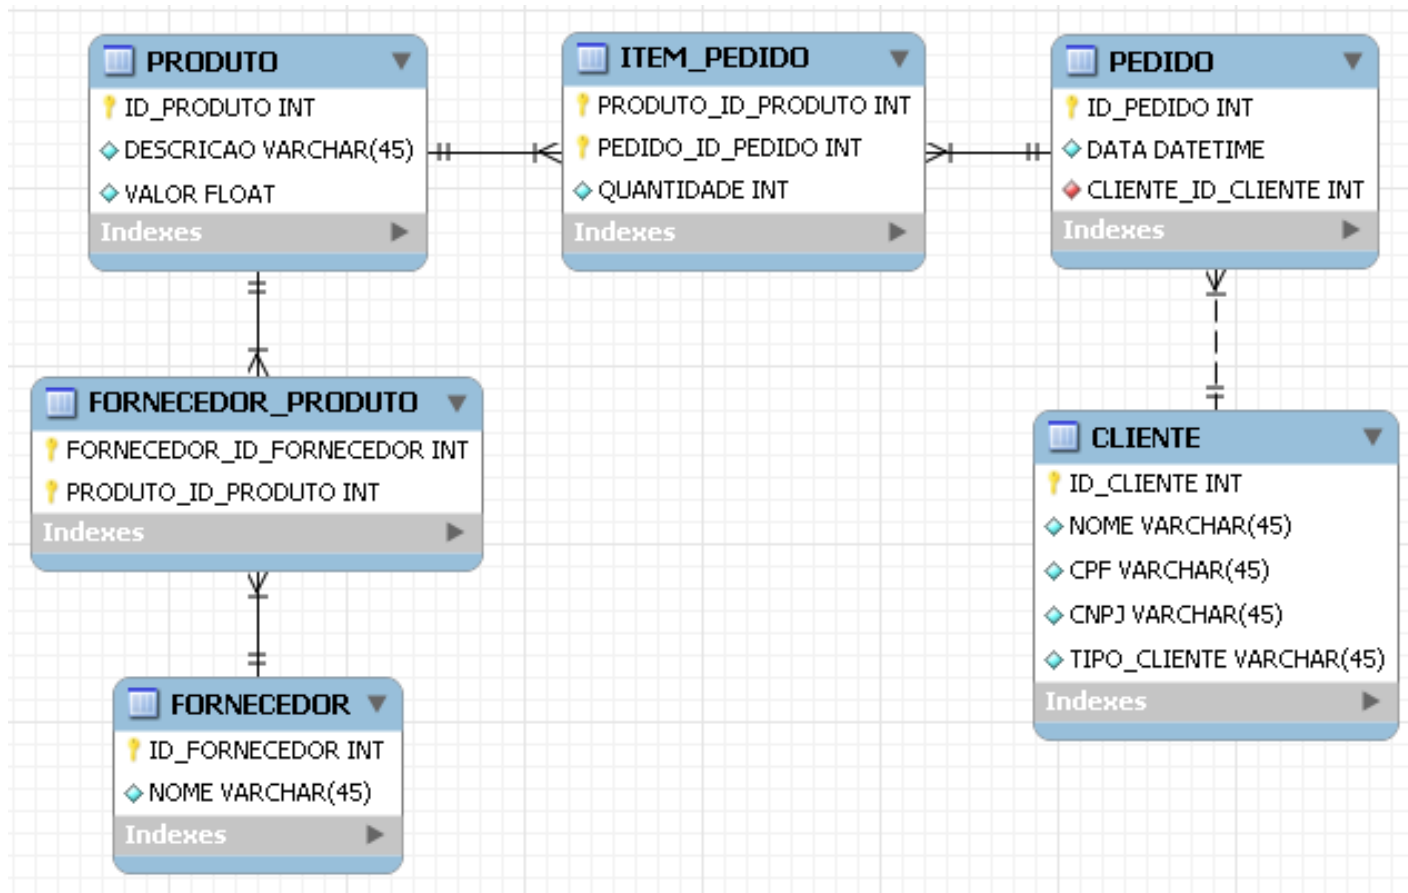 PRODUTO
ID_PRODUTO INT
DESCRICAO VARCHAR(45)
VALOR FLOAT
Indexes
ITEM_PEDIDO
PRODUTO_ID_PRODUTO INT
PEDIDO_ID_PEDIDO INT
QUANTIDADE INT
Indexes
PEDIDO
ID_PEDIDO INT
DATA DATETIME
CLIENTE_ID_CLIENTE INT
Indexes
FORNECEDOR_PRODUTO
FORNECEDOR_ID_FORNECEDOR INT
PRODUTO_ID_PRODUTO INT
Indexes
CLIENTE
ID_CLIENTE INT
NOME VARCHAR(45)
CPF VARCHAR(45)
CNPJ VARCHAR(45)
TIPO_CLIENTE VARCHAR(45)
Indexes
FORNECEDOR
ID_FORNECEDOR INT
NOME VARCHAR(45)
Indexes